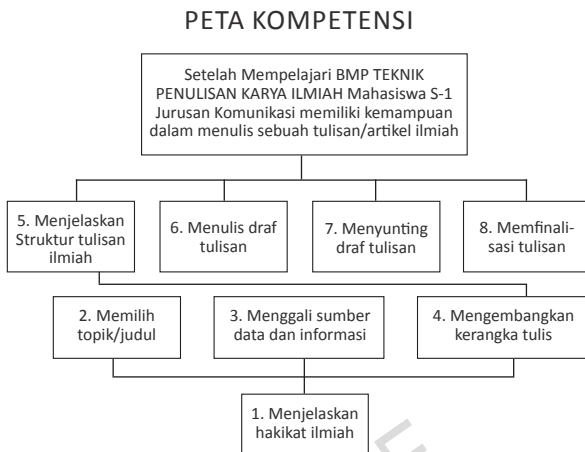 PETA KOMPETENSI
Setelah Mempelajari BMP TEKNIK
PENULISAN KARYA ILMIAH Mahasiswa S-1
Jurusan Komunikasi memiliki kemampuan
dalam menulis sebuah tulisan/artikel ilmiah
5. Menjelaskan
Struktur tulisan
ilmiah
6. Menulis draf
tulisan
7. Menyunting
draf tulisan
8. Memfinali-
sasi tulisan
2. Memilih
topik/judul
3. Menggali sumber
data dan informasi
4. Mengembangkan
kerangka tulis
1. Menjelaskan
hakikat ilmiah